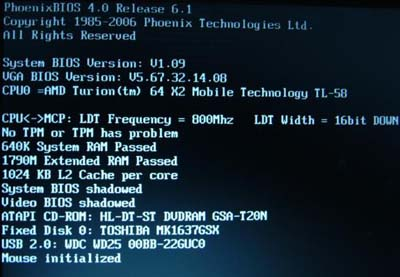 PhoenixBIOS 4.0 Release 6.1
Copyright 1985-2006 Phoenix Technologies Ltd.
All Rights Reserved
System BIOS Version: V1.09
VGA BIOS Version: V5.67.32.14.08
CPU0 =AMD Turion(tm) 64 X2 Mobile Technology TL-58
CPUK->MCP: LDT Frequency = 800Mhz LDT Width = 16bit DOWN
No TPM or TPM has problem
640K System RAM Passed
1790M Extended RAM Passed
1024 KB L2 Cache per core
System BIOS shadowed
Video BIOS shadowed
ATAPI CD-ROM: HL-DT-ST DVDRAM GSA-T20N
Fixed Disk 0: TOSHIBA MK1637GSX
USB 2.0: WDC WD25 00BB-22GUC0
Mouse initialized